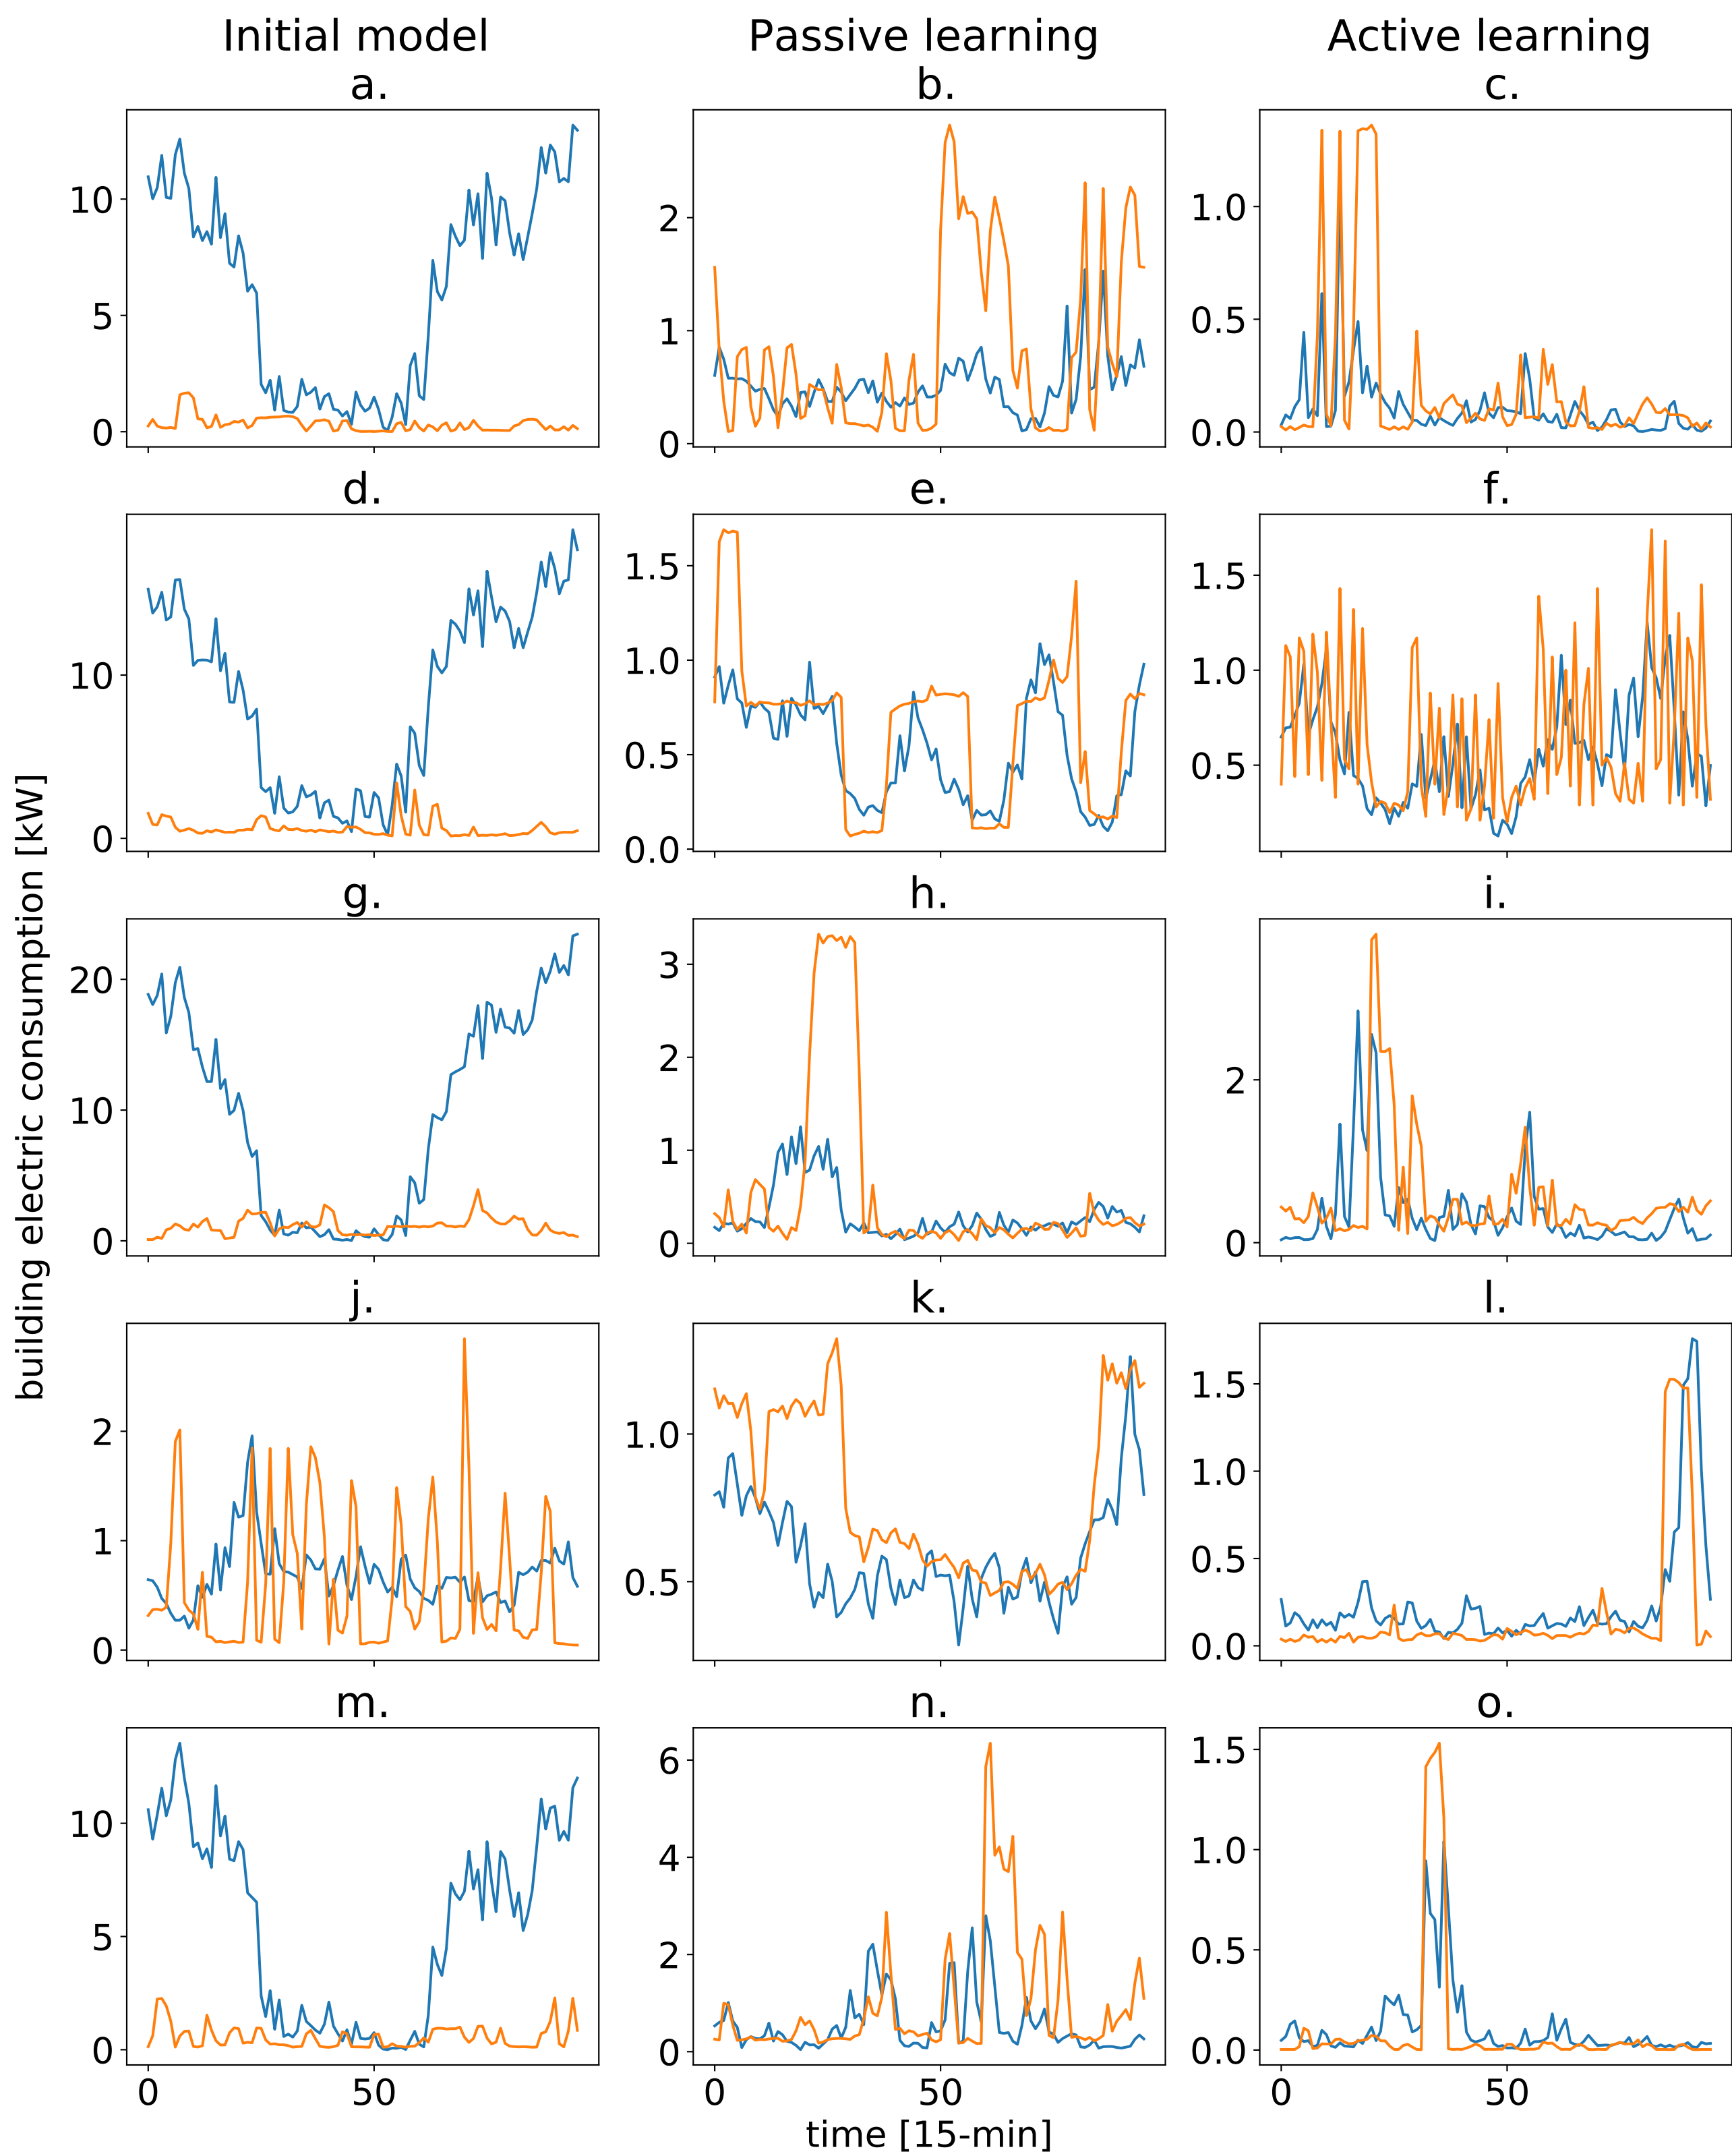 Initial model Passive learning Active learning
a. b. c.
10 5 0
2 1 0
1.0 0.5 0.0
d. e. f.
10 0
1.5 1.0 0.5 0.0
1.5 1.0 0.5
g. h. i.
20 10 0
3 2 1 0
2 0
j. k. l.
2 1 0
1.0 0.5
1.5 1.0 0.5 0.0
m. n. o.
10 5 0
6 4 2 0
1.5 1.0 0.5 0.0
0 50 0 50 0 50
time [15-min]
building electric consumption [kW]